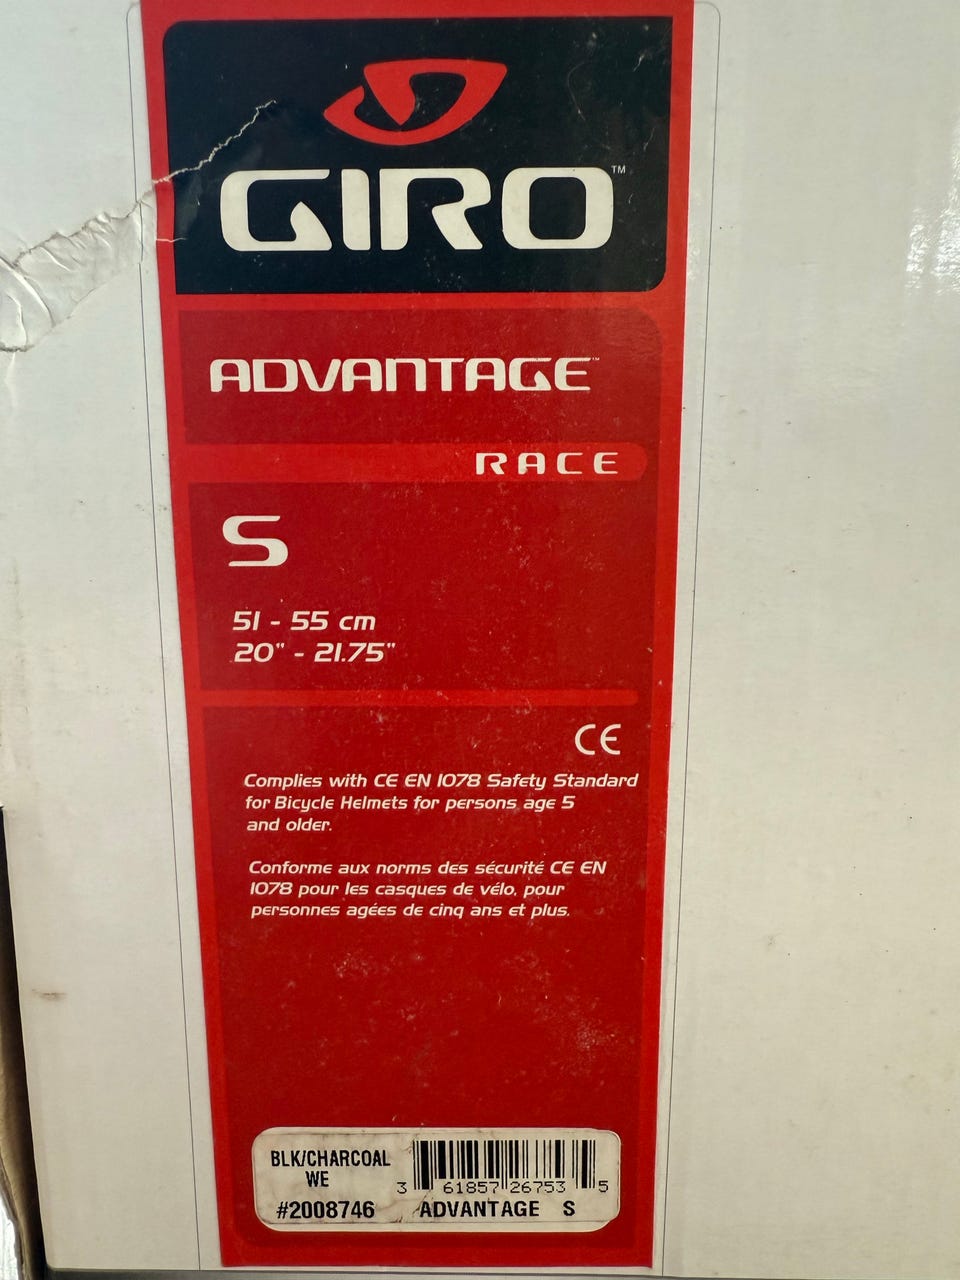 GIRO™
ADVANTAGE™
RACE
S
51 - 55 cm
20" - 21.75"
CE
Complies with CE EN 1078 Safety Standard
for Bicycle Helmets for persons age 5
and older.
Conforme aux norms des sécurité CE EN
1078 pour les casques de vélo, pour
personnes agées de cinq ans et plus.
BLK/CHARCOAL
WE
3 61857 26753 5
#2008746 ADVANTAGE S